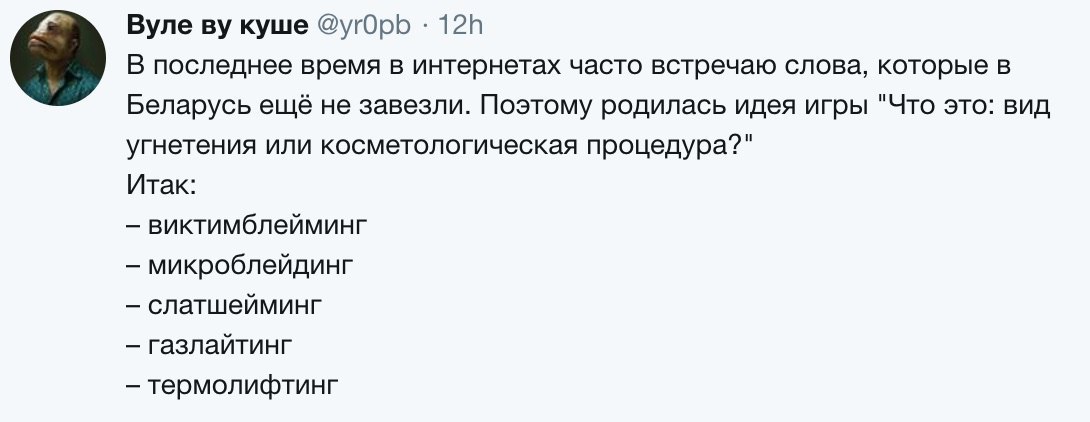 Вуле ву куше @yr0pb · 12h
В последнее время в интернетах часто встречаю слова, которые в
Беларусь ещё не завезли. Поэтому родилась идея игры "Что это: вид
угнетения или косметологическая процедура?"
Итак:
– виктимблейминг
– микроблейдинг
– слатшейминг
– газлайтинг
– термолифтинг